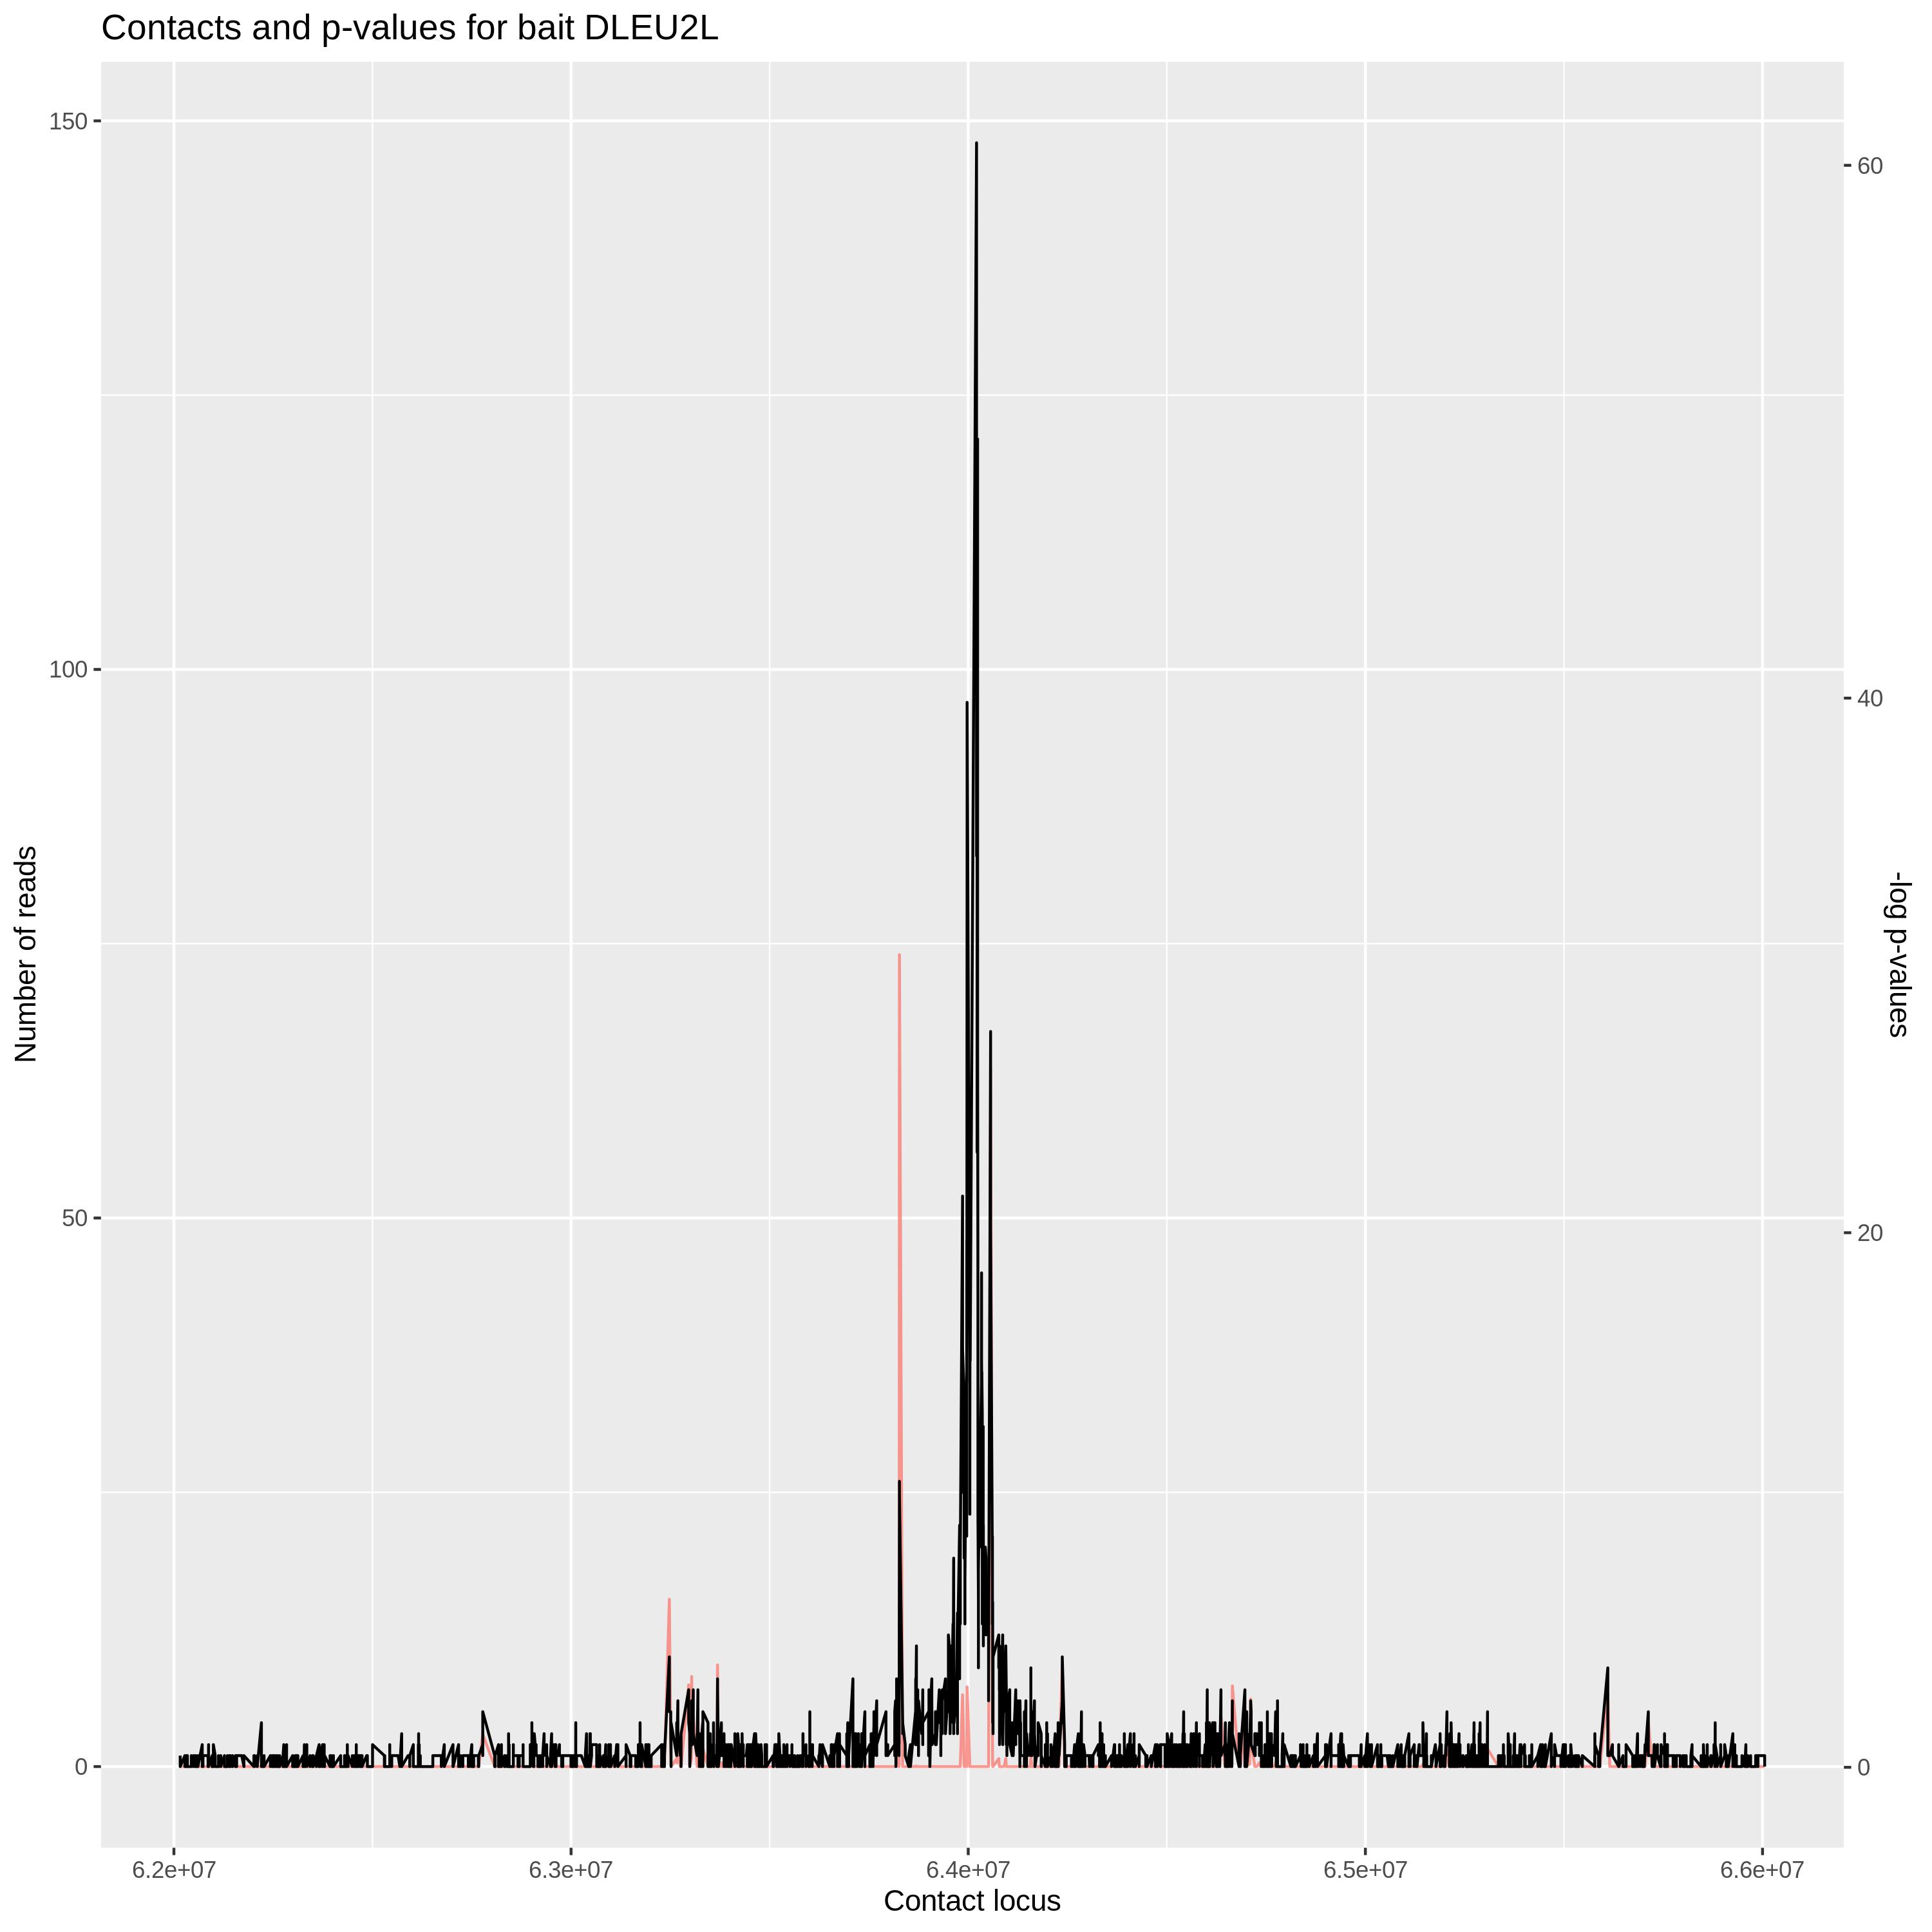 Contacts and p-values for bait DLEU2L
150
100
50
0
60
40
20
0
Number of reads
-log p-values
6.2e+07 6.3e+07 6.4e+07 6.5e+07 6.6e+07
Contact locus